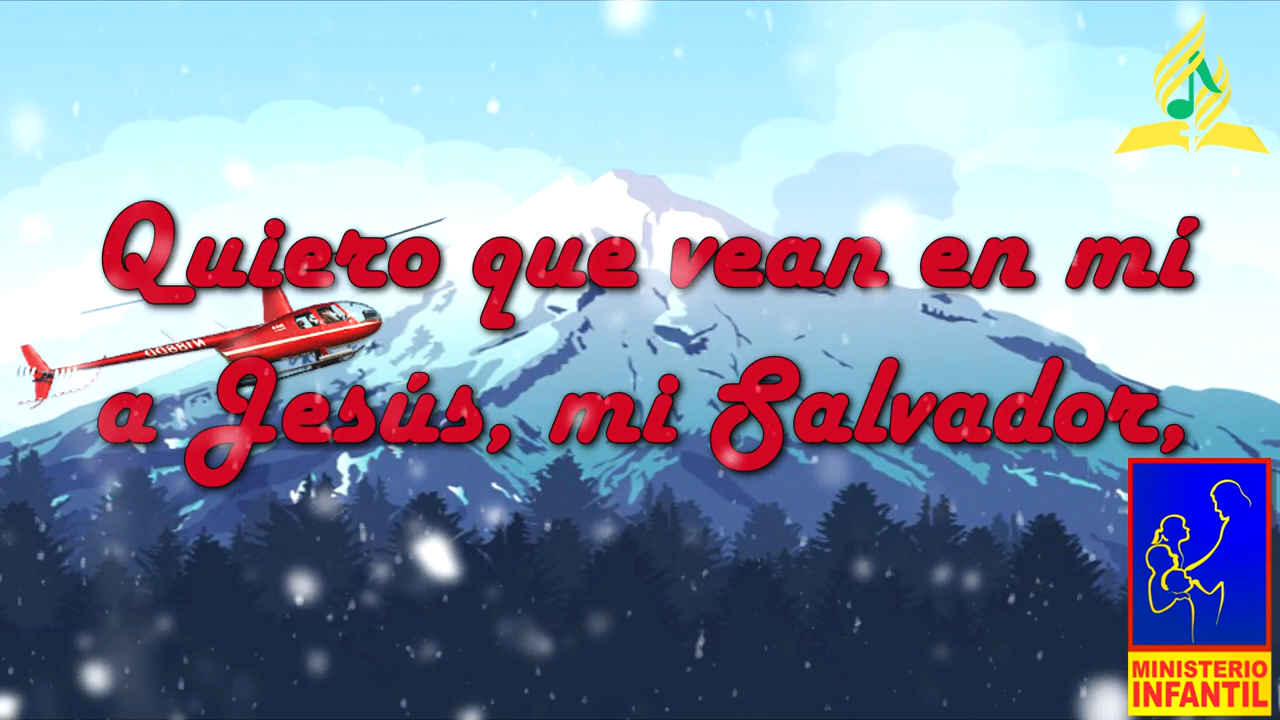 Quiero que vean en mí
a Jesús, mi Salvador,
MINISTERIO
INFANTIL